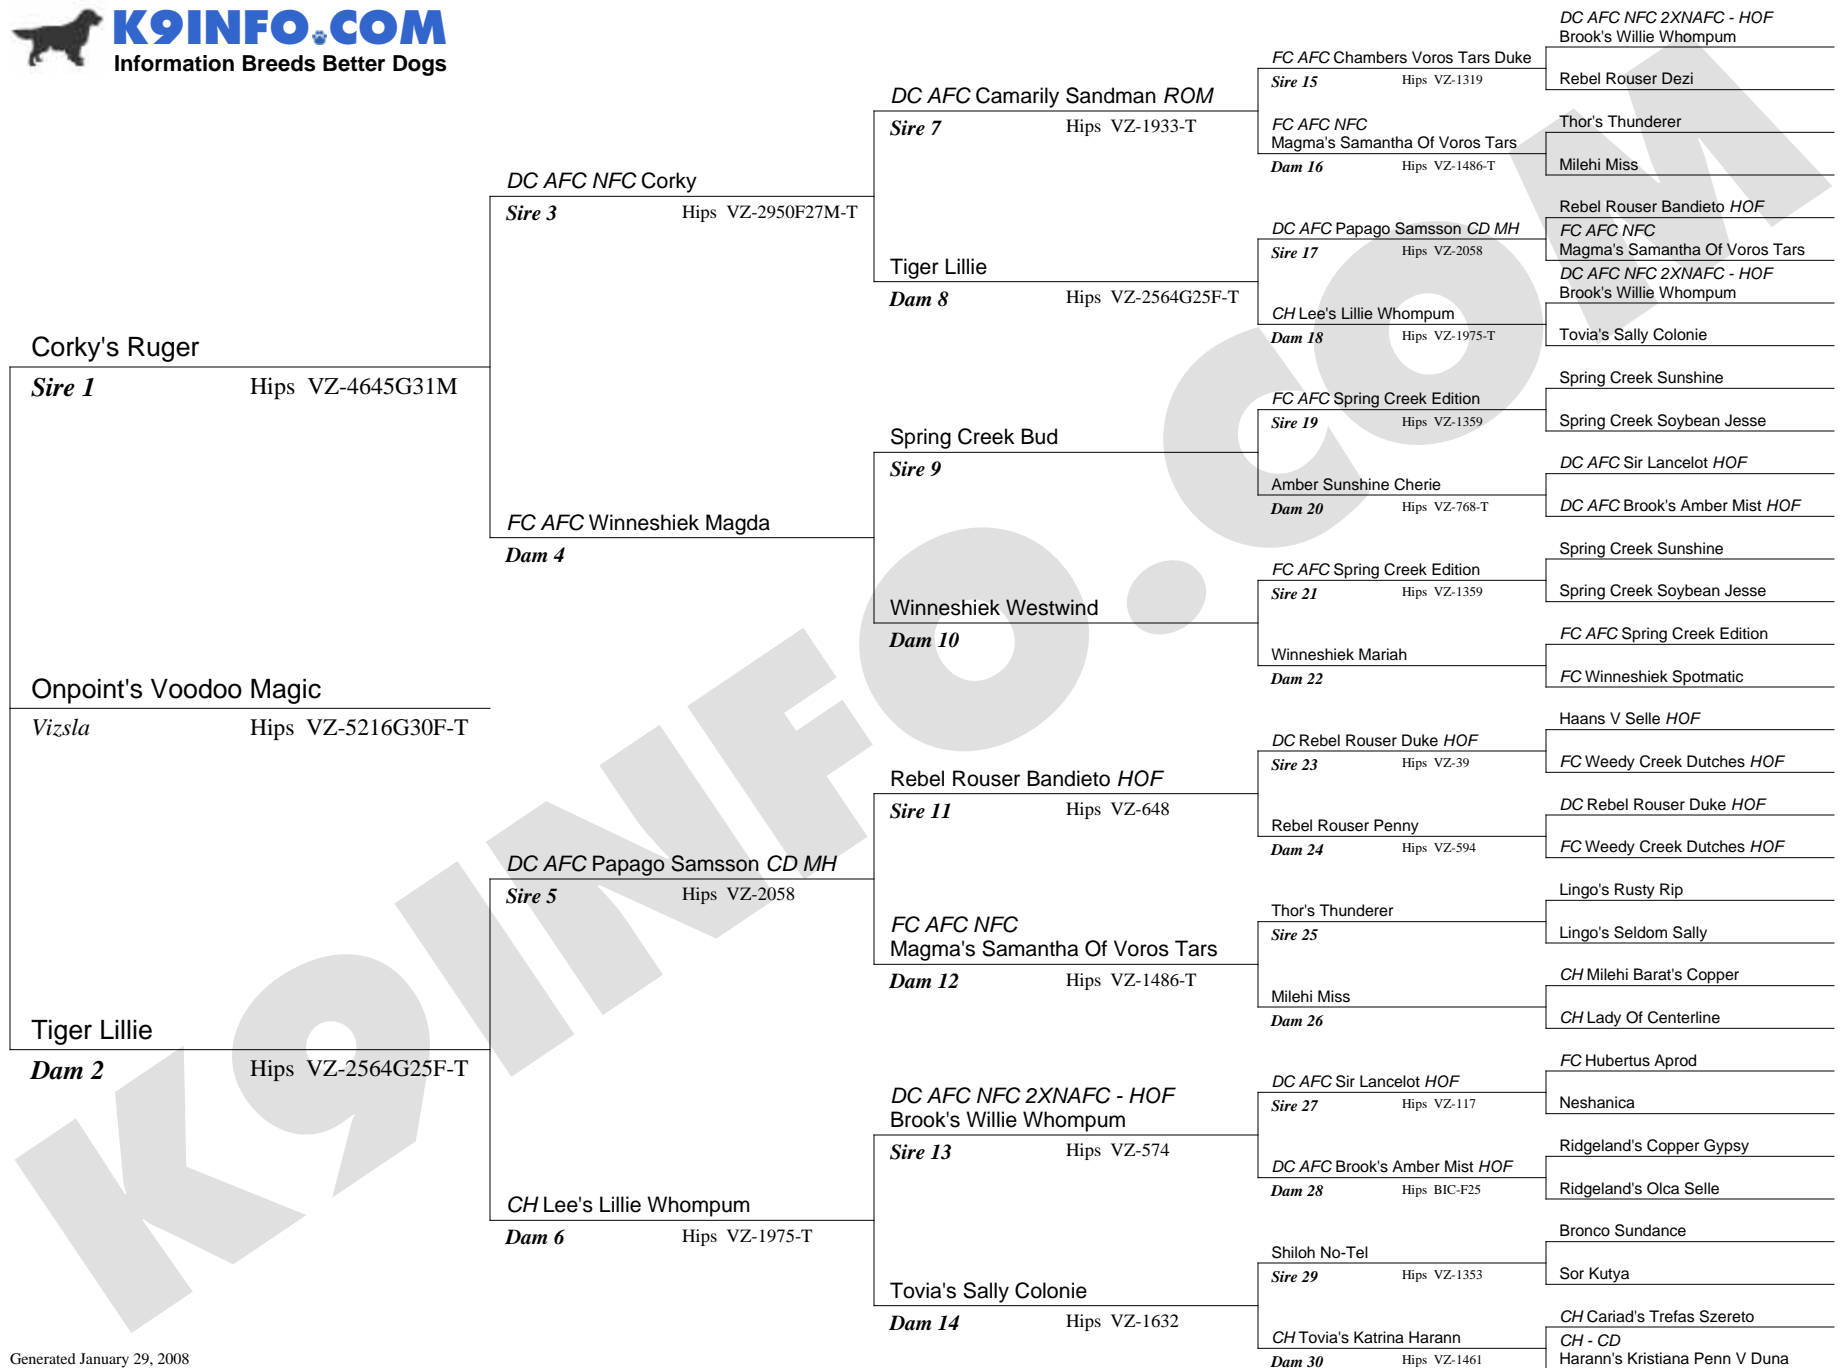 K9INFO.COM
Information Breeds Better Dogs
Corky's Ruger
Sire 1 Hips VZ-4645G31M
Onpoint's Voodoo Magic
Vizsla Hips VZ-5216G30F-T
Tiger Lillie
Dam 2 Hips VZ-2564G25F-T
DC AFC NFC Corky
Sire 3 Hips VZ-2950F27M-T
FC AFC Winneshiek Magda
Dam 4
DC AFC Papago Samsson CD MH
Sire 5 Hips VZ-2058
CH Lee's Lillie Whompum
Dam 6 Hips VZ-1975-T
DC AFC Camarily Sandman ROM
Sire 7 Hips VZ-1933-T
Tiger Lillie
Dam 8 Hips VZ-2564G25F-T
Spring Creek Bud
Sire 9
Winneshiek Westwind
Dam 10
Rebel Rouser Bandieto HOF
Sire 11 Hips VZ-648
FC AFC NFC
Magma's Samantha Of Voros Tars
Dam 12 Hips VZ-1486-T
DC AFC NFC 2XNAFC - HOF
Brook's Willie Whompum
Sire 13 Hips VZ-574
Tovia's Sally Colonie
Dam 14 Hips VZ-1632
FC AFC Chambers Voros Tars Duke
Sire 15 Hips VZ-1319
FC AFC NFC
Magma's Samantha Of Voros Tars
Dam 16 Hips VZ-1486-T
DC AFC Papago Samsson CD MH
Sire 17 Hips VZ-2058
CH Lee's Lillie Whompum
Dam 18 Hips VZ-1975-T
FC AFC Spring Creek Edition
Sire 19 Hips VZ-1359
Amber Sunshine Cherie
Dam 20 Hips VZ-768-T
FC AFC Spring Creek Edition
Sire 21 Hips VZ-1359
Winneshiek Mariah
Dam 22
DC Rebel Rouser Duke HOF
Sire 23 Hips VZ-39
Rebel Rouser Penny
Dam 24 Hips VZ-594
Thor's Thunderer
Sire 25
Milehi Miss
Dam 26
DC AFC Sir Lancelot HOF
Sire 27 Hips VZ-117
DC AFC Brook's Amber Mist HOF
Dam 28 Hips BIC-F25
Shiloh No-Tel
Sire 29 Hips VZ-1353
CH Tovia's Katrina Harann
Dam 30 Hips VZ-1461
DC AFC NFC 2XNAFC - HOF
Brook's Willie Whompum
Rebel Rouser Dezi
Thor's Thunderer
Milehi Miss
Rebel Rouser Bandieto HOF
FC AFC NFC
Magma's Samantha Of Voros Tars
DC AFC NFC 2XNAFC - HOF
Brook's Willie Whompum
Tovia's Sally Colonie
Spring Creek Sunshine
Spring Creek Soybean Jesse
DC AFC Sir Lancelot HOF
DC AFC Brook's Amber Mist HOF
Spring Creek Sunshine
Spring Creek Soybean Jesse
FC AFC Spring Creek Edition
FC Winneshiek Spotmatic
Haans V Selle HOF
FC Weedy Creek Dutches HOF
DC Rebel Rouser Duke HOF
FC Weedy Creek Dutches HOF
Lingo's Rusty Rip
Lingo's Seldom Sally
CH Milehi Barat's Copper
CH Lady Of Centerline
FC Hubertus Aprod
Neshanica
Ridgeland's Copper Gypsy
Ridgeland's Olca Selle
Bronco Sundance
Sor Kutya
CH Cariad's Trefas Szereto
CH - CD
Harann's Kristiana Penn V Duna
K9INFO.COM
Generated January 29, 2008